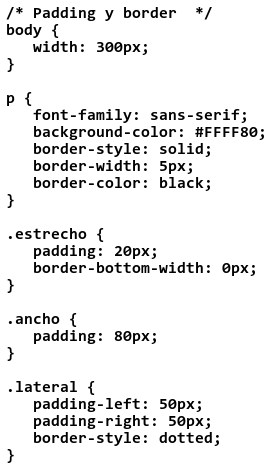 /* Padding y border  */
body {
   width: 300px;
}

p {
   font-family: sans-serif;
   background-color: #FFFF80;
   border-style: solid;
   border-width: 5px;
   border-color: black;
}

.estrecho {
   padding: 20px;
   border-bottom-width: 0px;
}

.ancho {
   padding: 80px;
}

.lateral {
   padding-left: 50px;
   padding-right: 50px;
   border-style: dotted;
}